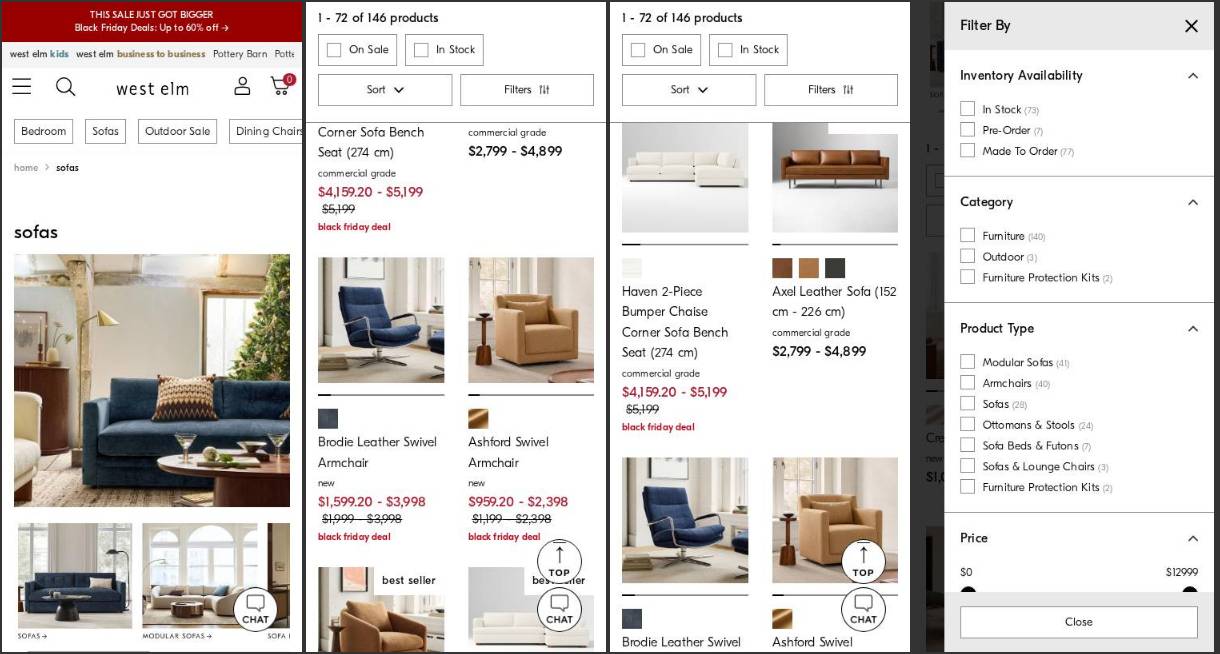 THIS SALE JUST GOT BIGGER
Black Friday Deals: Up to 60% off →
west elm kids west elm business to business Pottery Barn Potte
west elm
0
Bedroom
Sofas
Outdoor Sale
Dining Chairs
home > sofas
sofas
SOFAS →
MODULAR SOFAS →
SOFA
CHAT
1 - 72 of 146 products
On Sale
In Stock
Sort
Filters
Corner Sofa Bench
Seat (274 cm)
commercial grade
$4,159.20 - $5,199
$5,199
black friday deal
commercial grade
$2,799 - $4,899
Brodie Leather Swivel
Armchair
new
$1,599.20 - $3,998
$1,999 - $3,998
black friday deal
Ashford Swivel
Armchair
new
$959.20 - $2,398
$1,199 - $2,398
black friday deal
best seller
TOP
CHAT
1 - 72 of 146 products
On Sale
In Stock
Sort
Filters
Haven 2-Piece
Bumper Chaise
Corner Sofa Bench
Seat (274 cm)
commercial grade
$4,159.20 - $5,199
$5,199
black friday deal
Axel Leather Sofa (152
cm - 226 cm)
commercial grade
$2,799 - $4,899
TOP
CHAT
Brodie Leather Swivel
Ashford Swivel
Filter By
Inventory Availability
In Stock (73)
Pre-Order (7)
Made To Order (77)
Category
Furniture (140)
Outdoor (3)
Furniture Protection Kits (2)
Product Type
Modular Sofas (41)
Armchairs (40)
Sofas (28)
Ottomans & Stools (24)
Sofa Beds & Futons (7)
Sofas & Lounge Chairs (3)
Furniture Protection Kits (2)
Price
$0
$12999
Close